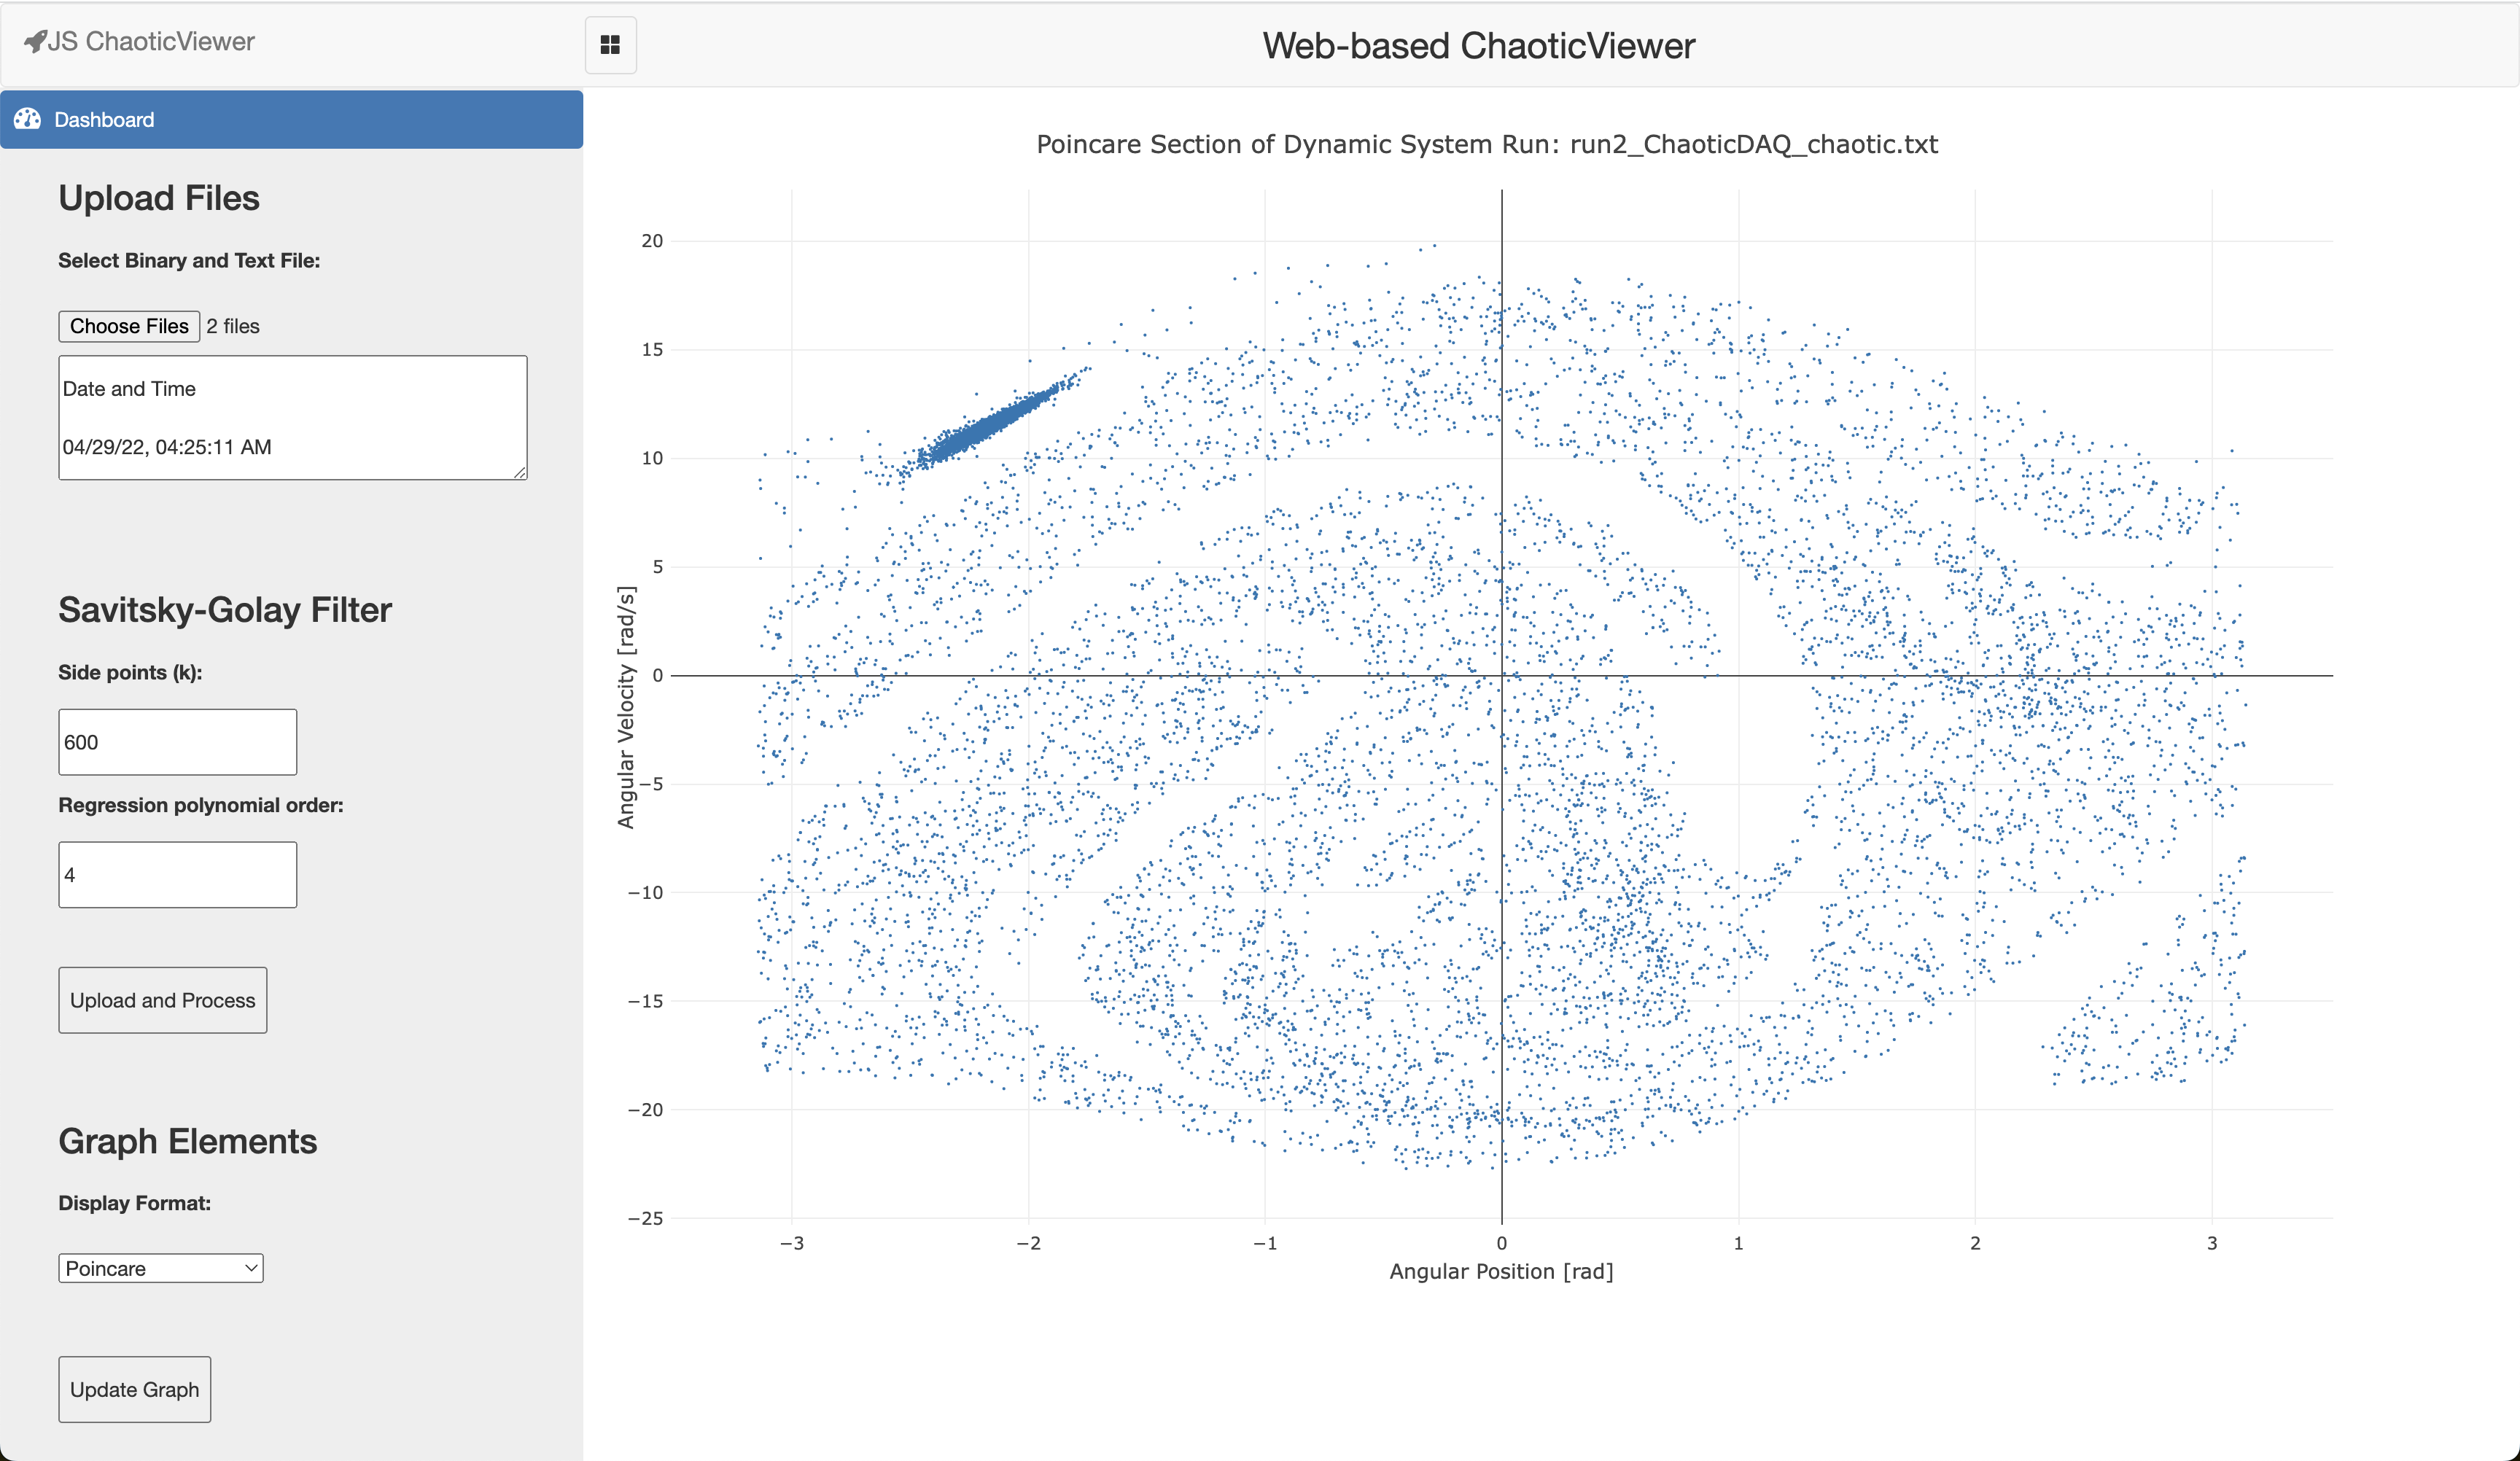 JS ChaoticViewer
Web-based ChaoticViewer
Dashboard
Upload Files
Select Binary and Text File:
Choose Files 2 files
Date and Time
04/29/22, 04:25:11 AM
Savitsky-Golay Filter
Side points (k):
600
Regression polynomial order:
4
Upload and Process
Graph Elements
Display Format:
Poincare
Update Graph
Poincare Section of Dynamic System Run: run2_ChaoticDAQ_chaotic.txt
20
15
10
5
0
−5
−10
−15
−20
−25
Angular Velocity [rad/s]
−3 −2 −1 0 1 2 3
Angular Position [rad]